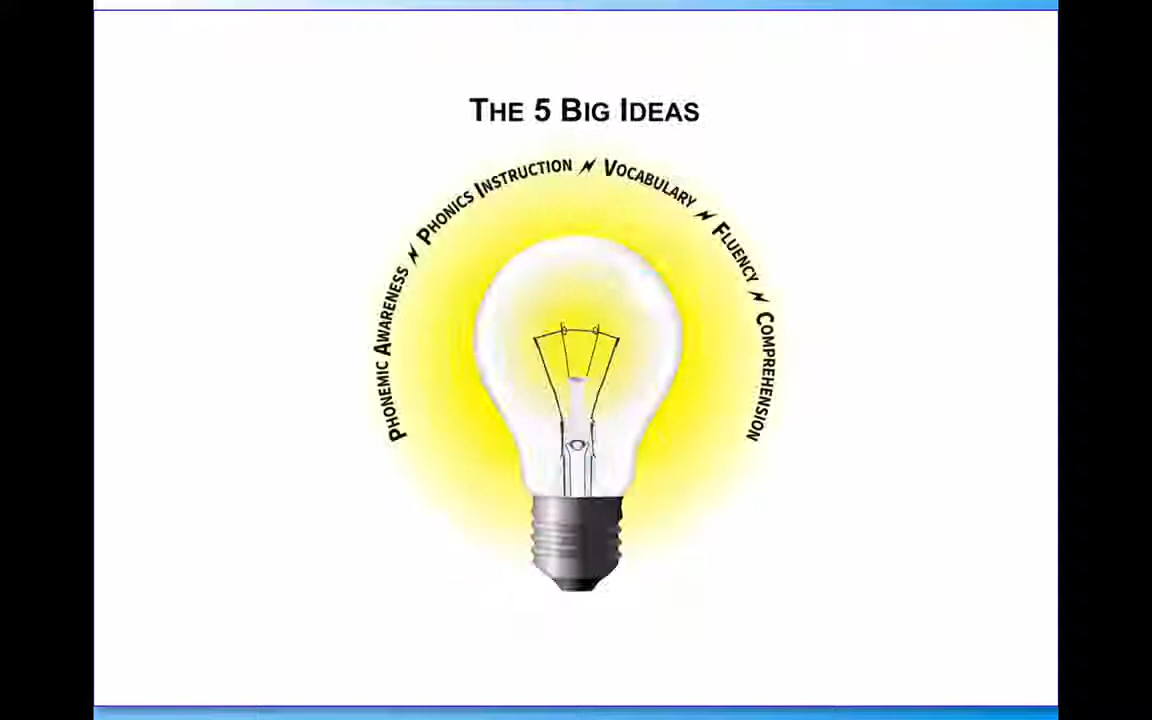 THE 5 BIG IDEAS
PHONEMIC AWARENESS PHONICS INSTRUCTION VOCABULARY FLUENCY COMPREHENSION